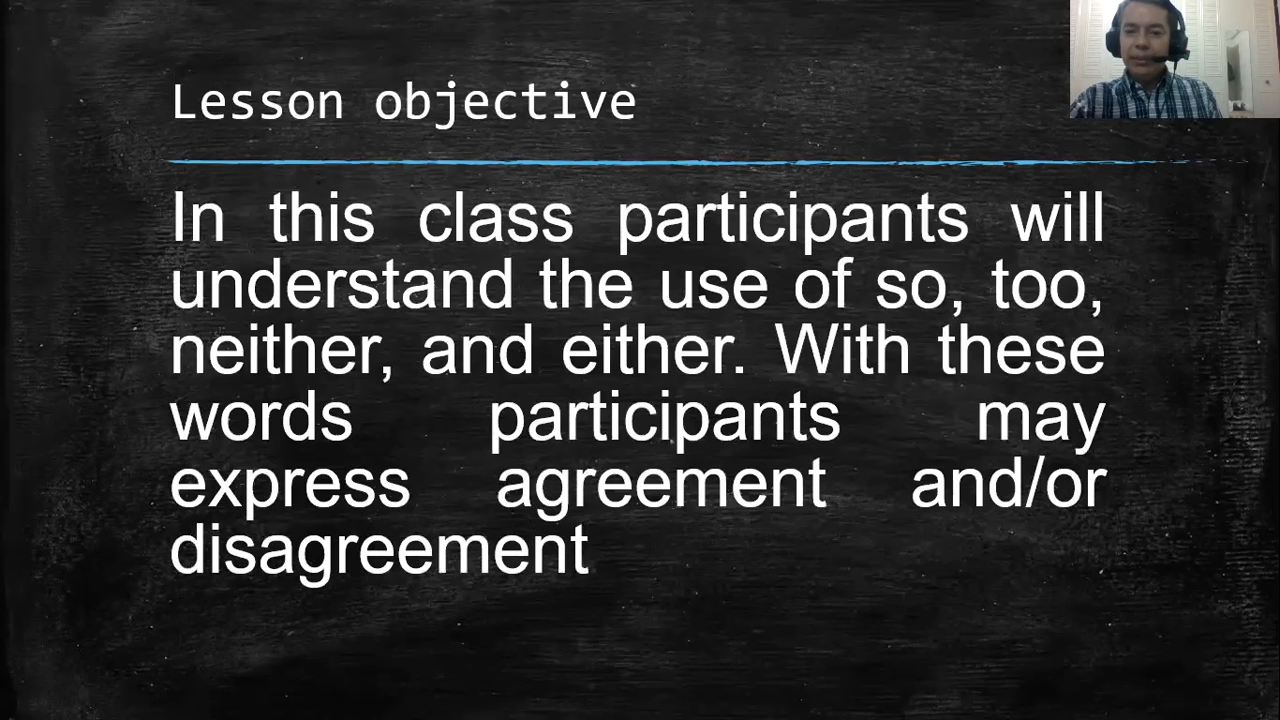 Lesson objective
In this class participants will
understand the use of so, too,
neither, and either. With these
words participants may
express agreement and/or
disagreement